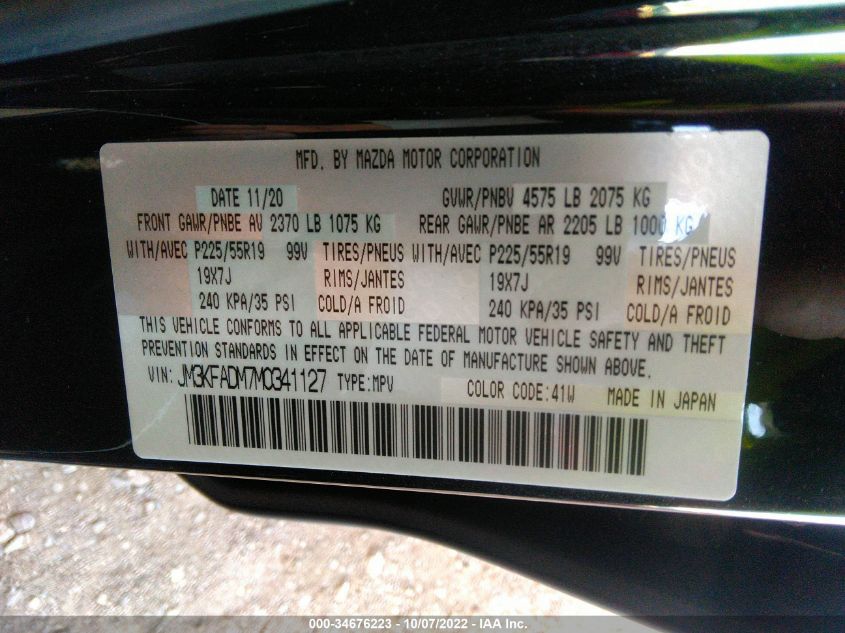 MFD. BY MAZDA MOTOR CORPORATION
DATE 11/20 GVWR/PNBV 4575 LB 2075 KG
FRONT GAWR/PNBE AV 2370 LB 1075 KG REAR GAWR/PNBE AR 2205 LB 1000 KG
WITH/AVEC P225/55R19 99V TIRES/PNEUS WITH/AVEC P225/55R19 99V TIRES/PNEUS
19X7J RIMS/JANTES 19X7J RIMS/JANTES
240 KPA/35 PSI COLD/A FROID 240 KPA/35 PSI COLD/A FROID
THIS VEHICLE CONFORMS TO ALL APPLICABLE FEDERAL MOTOR VEHICLE SAFETY AND THEFT
PREVENTION STANDARDS IN EFFECT ON THE DATE OF MANUFACTURE SHOWN ABOVE.
VIN: JM3KFADM7M0341127 TYPE:MPV COLOR CODE:41W MADE IN JAPAN
000-34676223 - 10/07/2022 - IAA Inc.